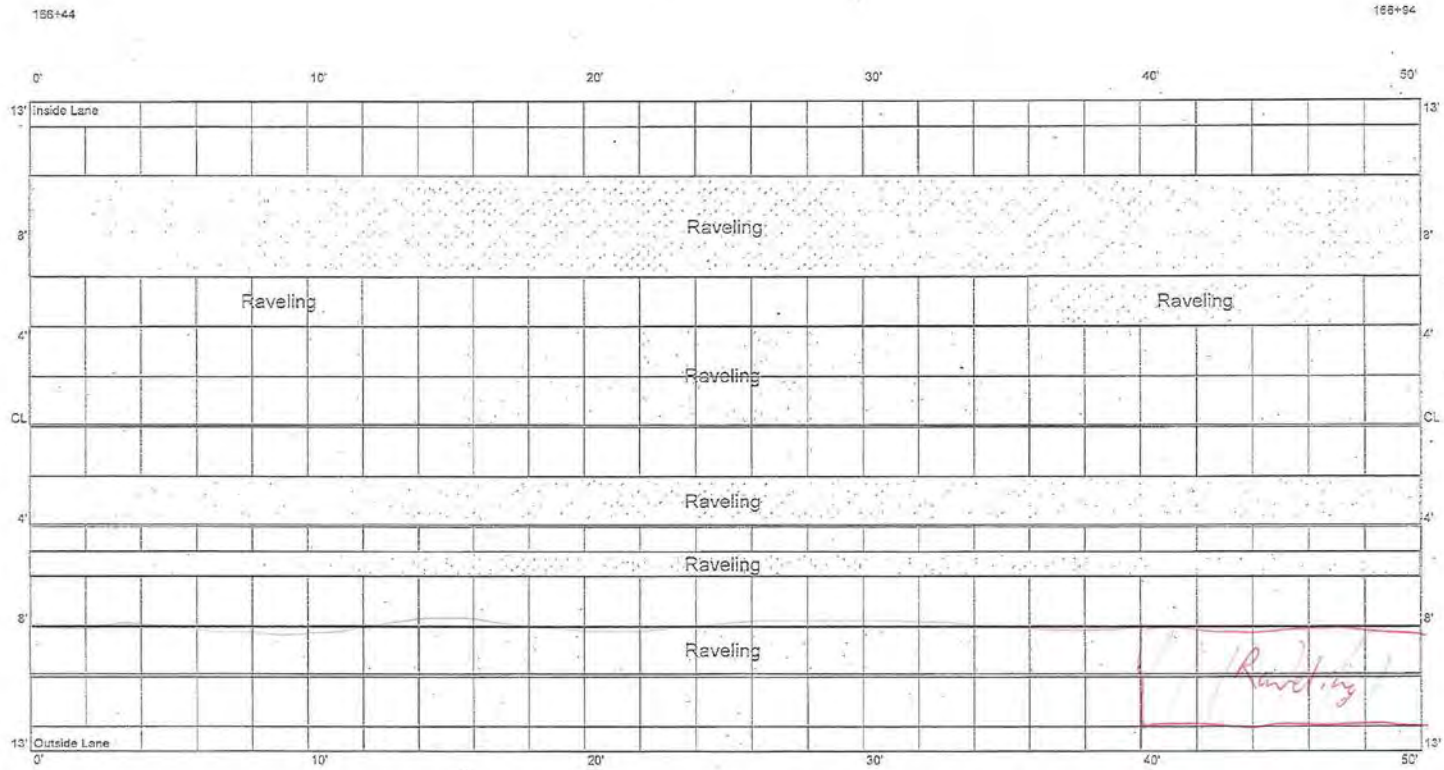 156+44 166+94
0' 10' 20' 30' 40' 50'
13' Inside Lane 13'
8' Raveling 8'
Raveling Raveling
4' 4'
Raveling
CL CL
Raveling
4' 4'
Raveling
8' 8'
Raveling Raveling
13' Outside Lane 13'
0' 10' 20' 30' 40' 50'